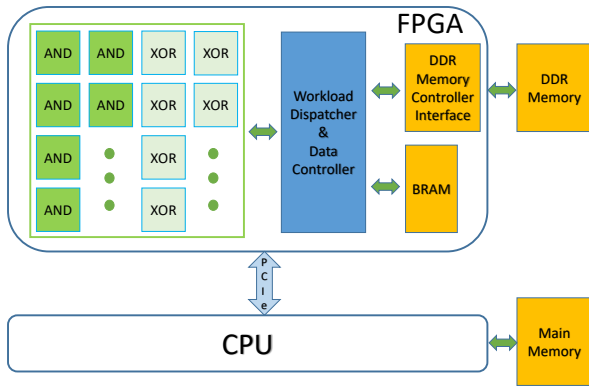 FPGA
AND AND XOR XOR
AND AND XOR XOR
AND XOR
AND XOR
Workload
Dispatcher
&
Data
Controller
DDR
Memory
Controller
Interface
BRAM
DDR
Memory
PCIe
CPU
Main
Memory